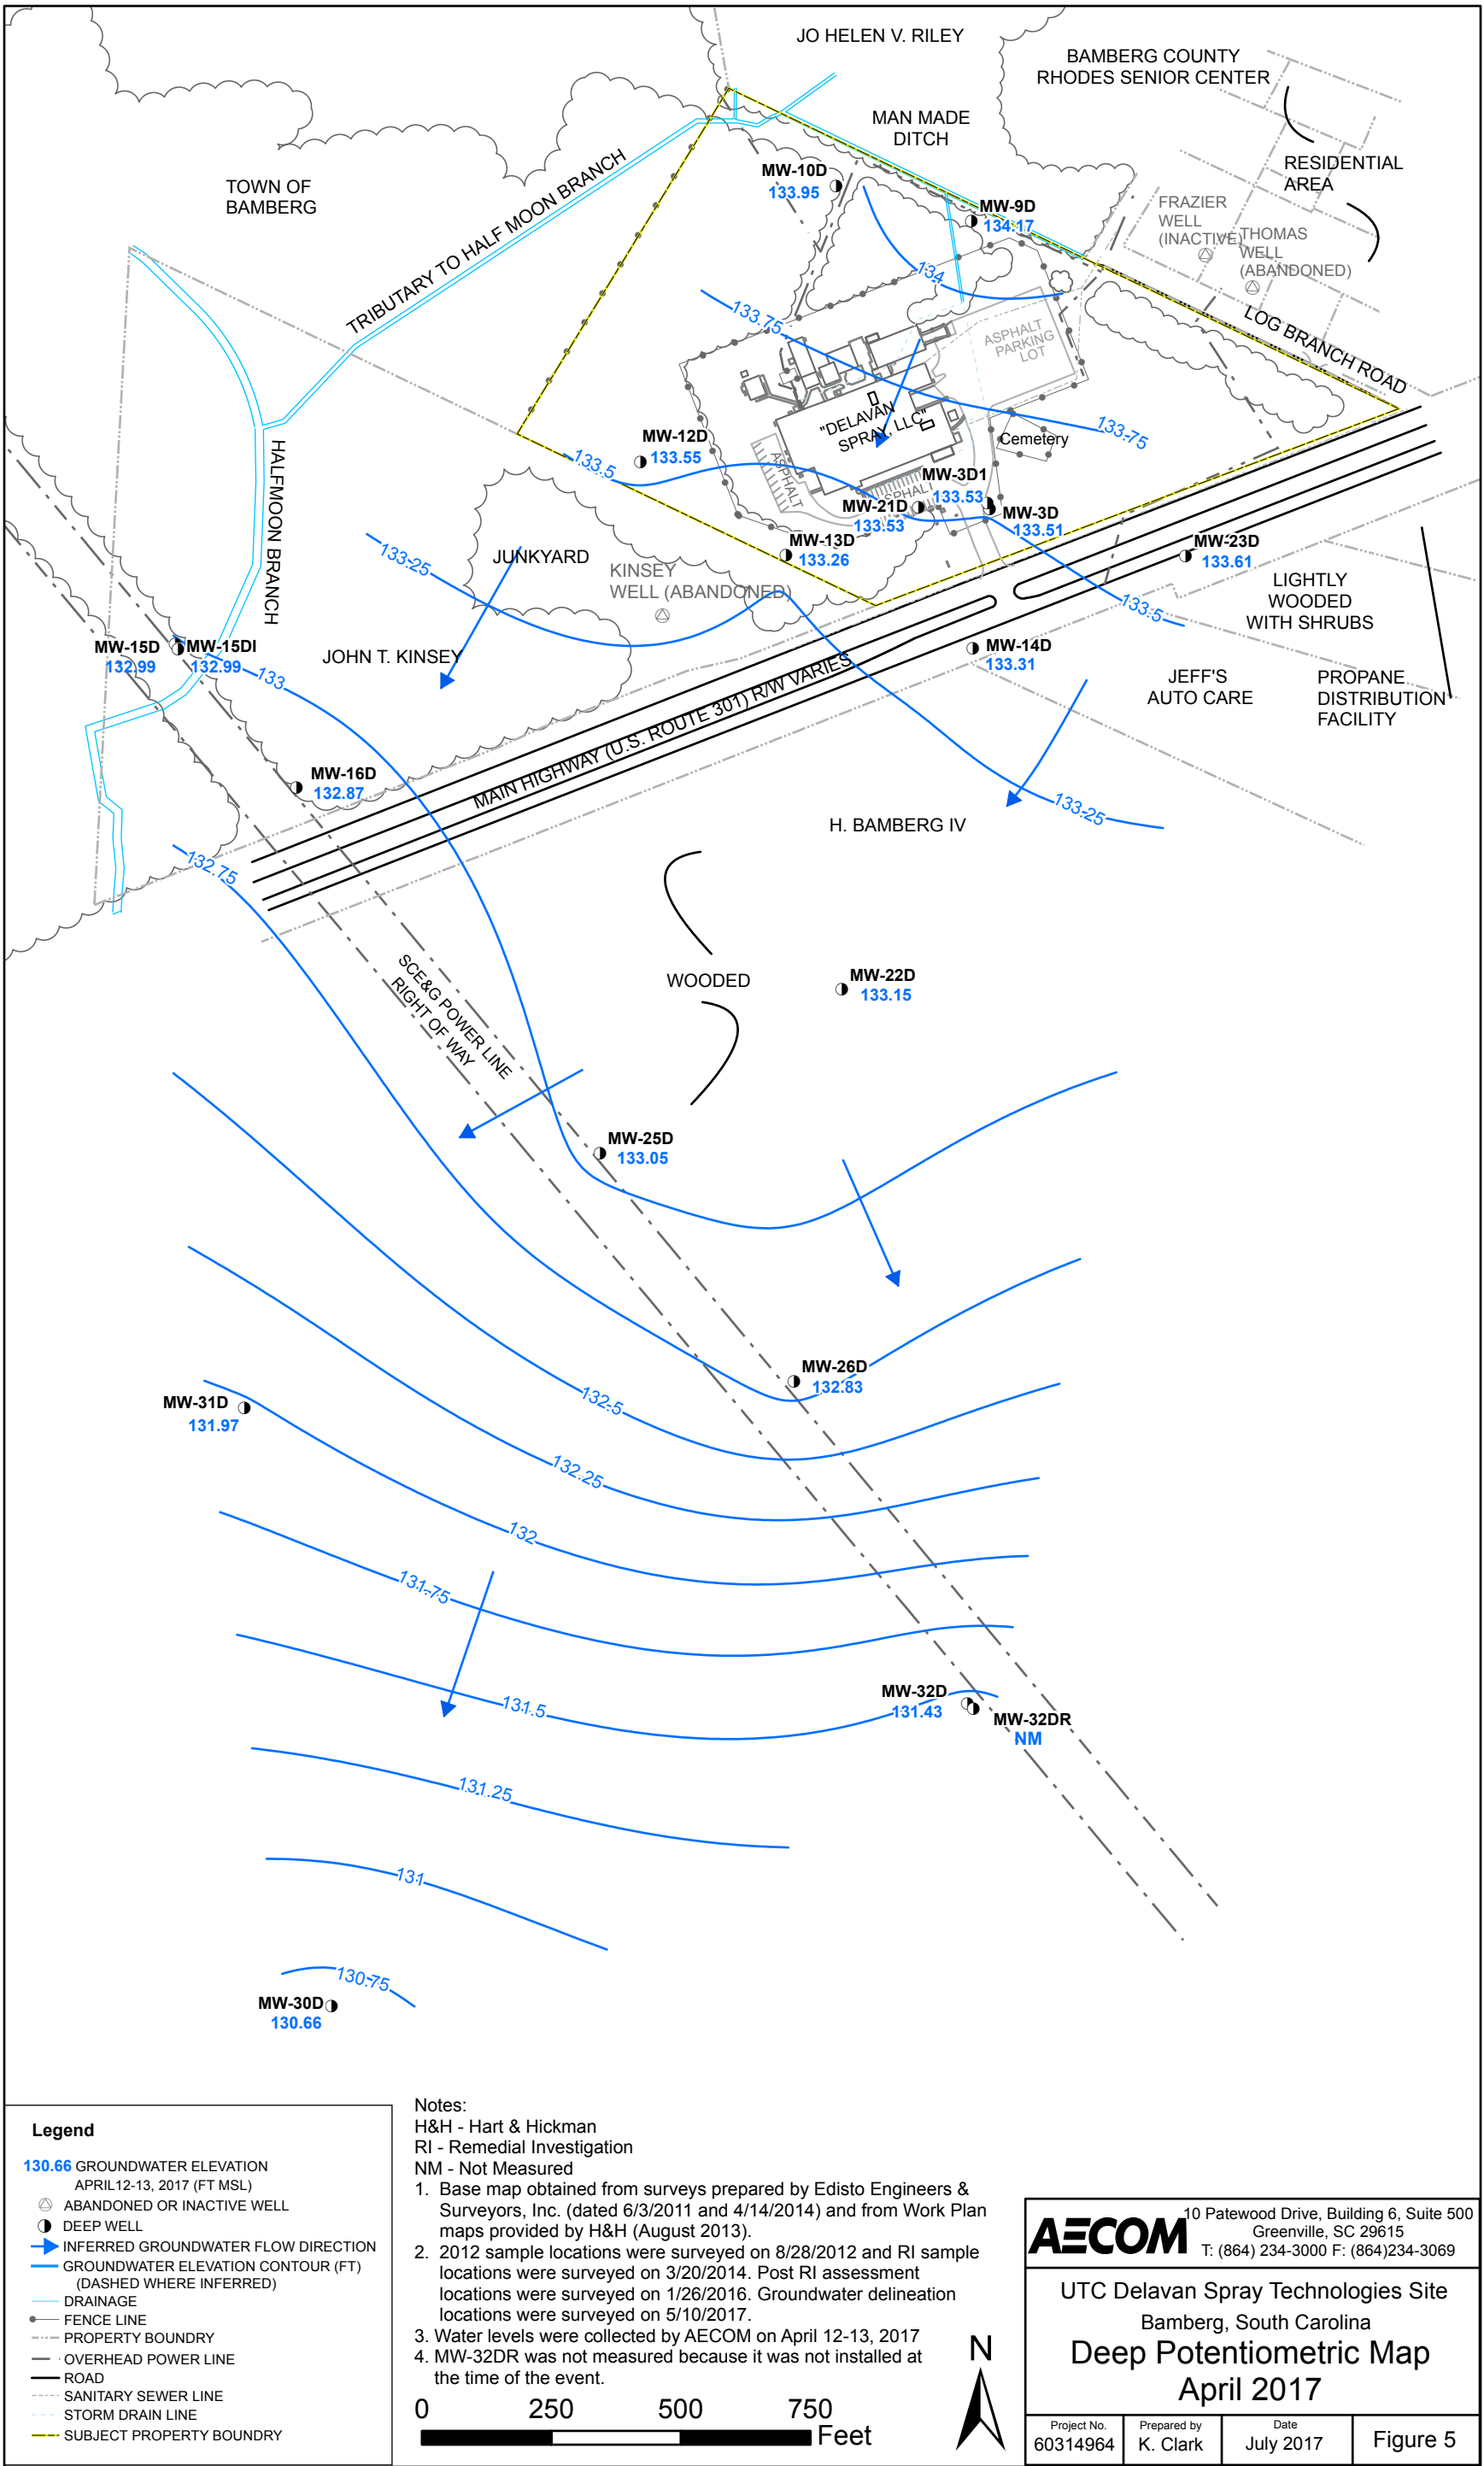 JO HELEN V. RILEY
BAMBERG COUNTY
RHODES SENIOR CENTER
MAN MADE
DITCH
RESIDENTIAL
AREA
TOWN OF
BAMBERG
TRIBUTARY TO HALF MOON BRANCH
MW-10D
133.95
MW-9D
134.17
FRAZIER
WELL
(INACTIVE)
THOMAS
WELL
(ABANDONED)
134
133.75
ASPHALT
PARKING
LOT
LOG BRANCH ROAD
"DELAVAN
SPRAY, LLC"
133.75
Cemetery
MW-12D
133.55
133.5
ASPHALT
HALFMOON BRANCH
MW-3D1
133.53
ASPHALT
MW-21D
133.53
MW-3D
133.51
MW-13D
133.26
MW-23D
133.61
133.25
JUNKYARD
KINSEY
WELL (ABANDONED)
LIGHTLY
WOODED
WITH SHRUBS
133.5
MW-15D
132.99
MW-15DI
132.99
133
JOHN T. KINSEY
MW-14D
133.31
JEFF'S
AUTO CARE
PROPANE
DISTRIBUTION
FACILITY
MAIN HIGHWAY (U.S. ROUTE 301) R/W VARIES
MW-16D
132.87
133.25
H. BAMBERG IV
132.75
WOODED
MW-22D
133.15
SCE&G POWER LINE
RIGHT OF WAY
MW-25D
133.05
MW-26D
132.83
132.5
MW-31D
131.97
132.25
132
131.75
MW-32D
131.43
131.5
MW-32DR
NM
131.25
131
130.75
MW-30D
130.66
Legend
130.66 GROUNDWATER ELEVATION
APRIL12-13, 2017 (FT MSL)
ABANDONED OR INACTIVE WELL
DEEP WELL
INFERRED GROUNDWATER FLOW DIRECTION
GROUNDWATER ELEVATION CONTOUR (FT)
(DASHED WHERE INFERRED)
DRAINAGE
FENCE LINE
PROPERTY BOUNDRY
OVERHEAD POWER LINE
ROAD
SANITARY SEWER LINE
STORM DRAIN LINE
SUBJECT PROPERTY BOUNDRY
Notes:
H&H - Hart & Hickman
RI - Remedial Investigation
NM - Not Measured
1. Base map obtained from surveys prepared by Edisto Engineers &
Surveyors, Inc. (dated 6/3/2011 and 4/14/2014) and from Work Plan
maps provided by H&H (August 2013).
2. 2012 sample locations were surveyed on 8/28/2012 and RI sample
locations were surveyed on 3/20/2014. Post RI assessment
locations were surveyed on 1/26/2016. Groundwater delineation
locations were surveyed on 5/10/2017.
3. Water levels were collected by AECOM on April 12-13, 2017
4. MW-32DR was not measured because it was not installed at
the time of the event.
0 250 500 750
Feet
N
AECOM
10 Patewood Drive, Building 6, Suite 500
Greenville, SC 29615
T: (864) 234-3000 F: (864)234-3069
UTC Delavan Spray Technologies Site
Bamberg, South Carolina
Deep Potentiometric Map
April 2017
Project No.
60314964
Prepared by
K. Clark
Date
July 2017
Figure 5